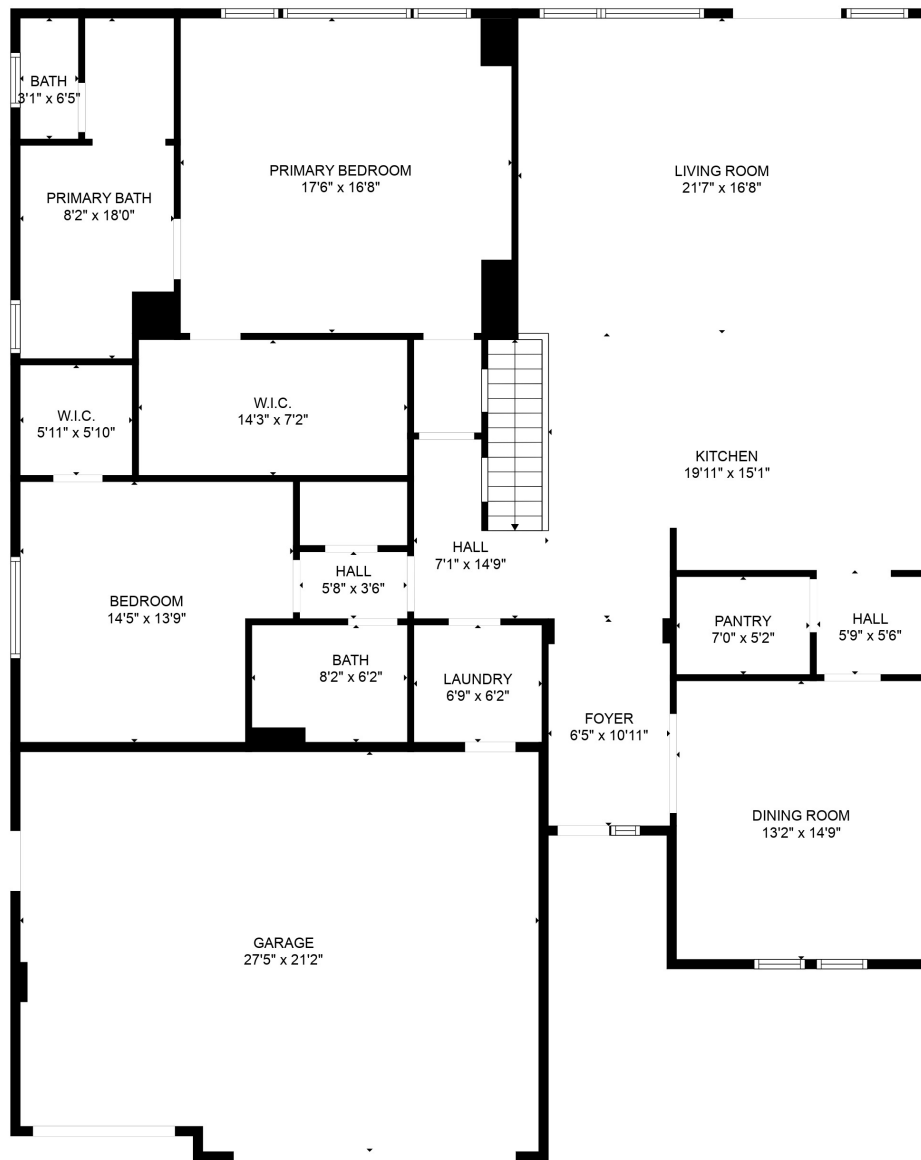 BATH
3'1" x 6'5"
PRIMARY BEDROOM
17'6" x 16'8"
LIVING ROOM
21'7" x 16'8"
PRIMARY BATH
8'2" x 18'0"
W.I.C.
5'11" x 5'10"
W.I.C.
14'3" x 7'2"
KITCHEN
19'11" x 15'1"
HALL
7'1" x 14'9"
HALL
5'8" x 3'6"
BEDROOM
14'5" x 13'9"
PANTRY
7'0" x 5'2"
HALL
5'9" x 5'6"
BATH
8'2" x 6'2"
LAUNDRY
6'9" x 6'2"
FOYER
6'5" x 10'11"
DINING ROOM
13'2" x 14'9"
GARAGE
27'5" x 21'2"